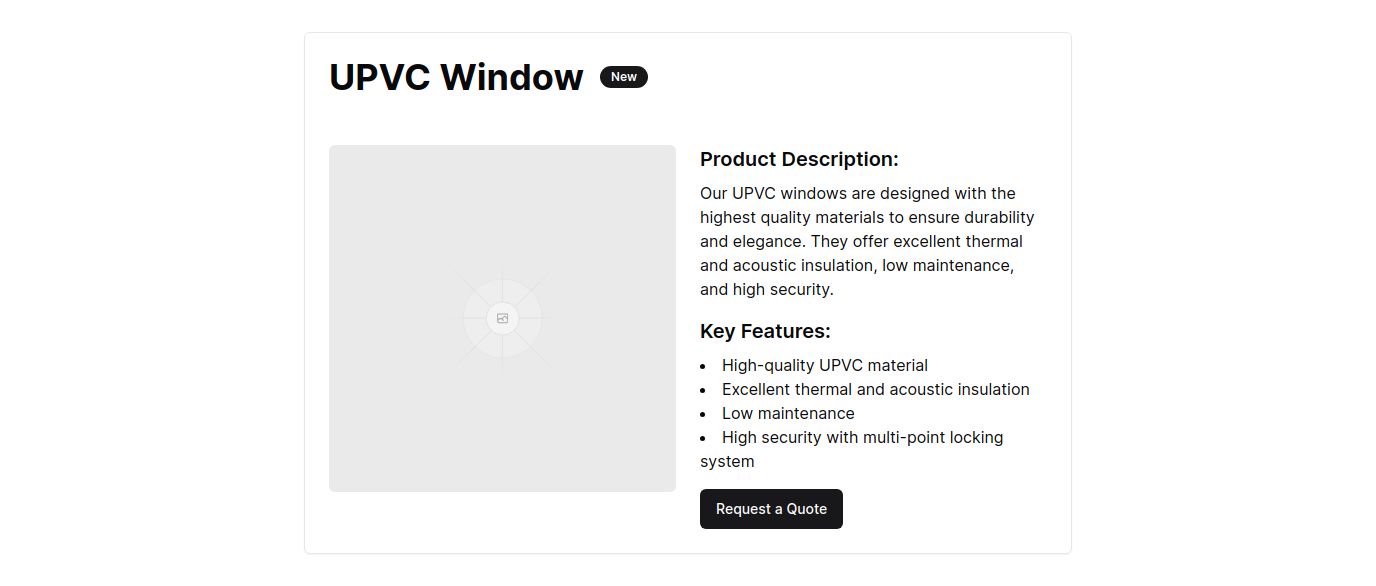 UPVC Window
New
Product Description:
Our UPVC windows are designed with the
highest quality materials to ensure durability
and elegance. They offer excellent thermal
and acoustic insulation, low maintenance,
and high security.
Key Features:
• High-quality UPVC material
• Excellent thermal and acoustic insulation
• Low maintenance
• High security with multi-point locking
system
Request a Quote